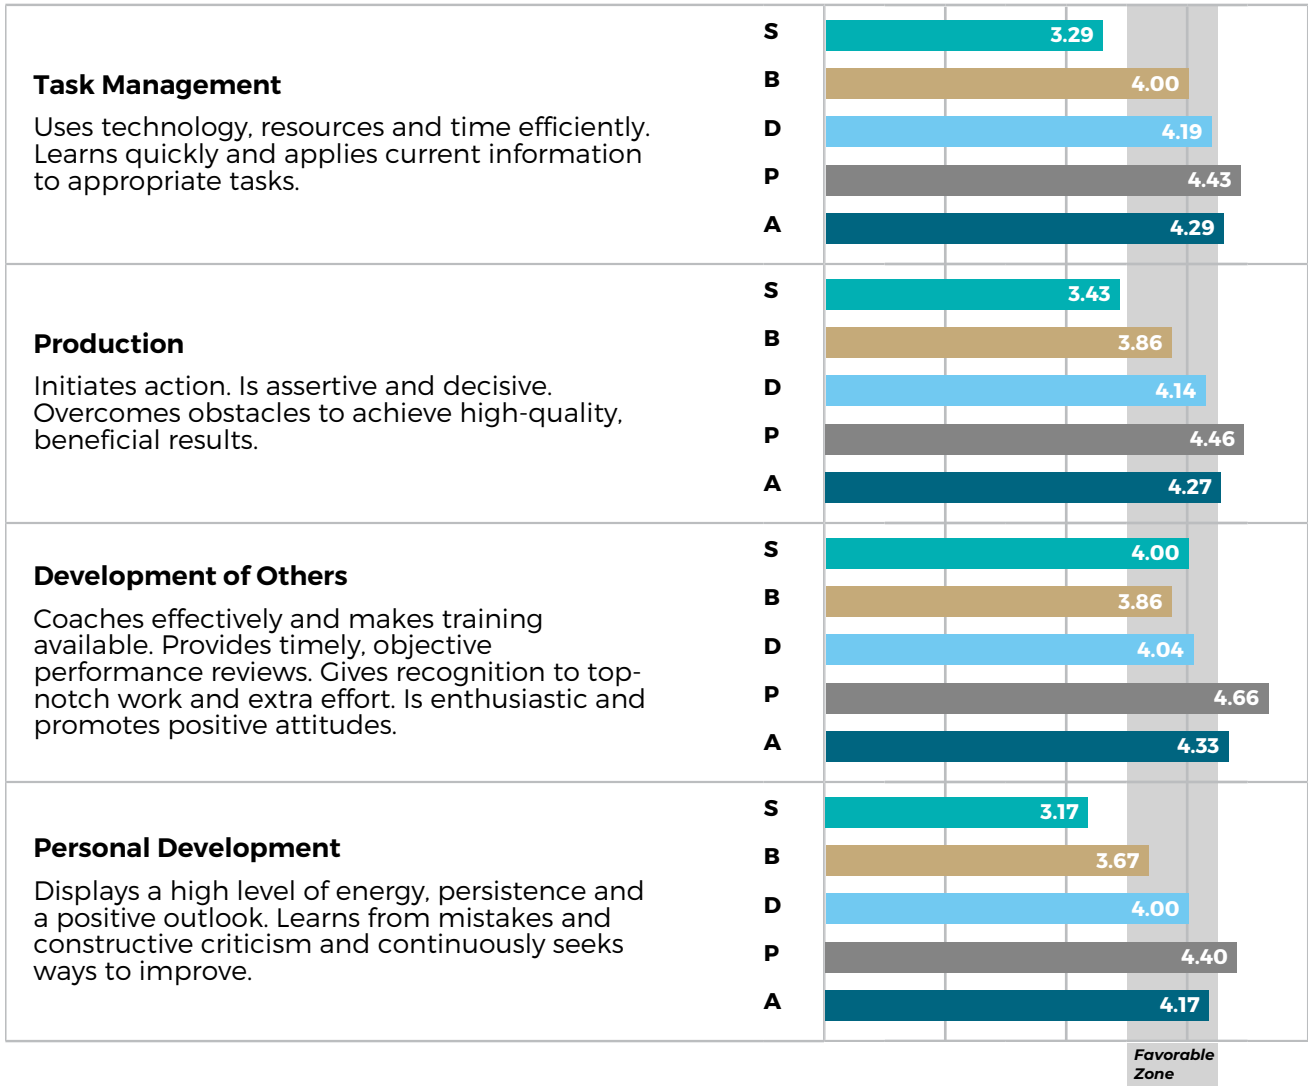 Task Management
Uses technology, resources and time efficiently.
Learns quickly and applies current information
to appropriate tasks.
S
3.29
B
4.00
D
4.19
P
4.43
A
4.29
Production
Initiates action. Is assertive and decisive.
Overcomes obstacles to achieve high-quality,
beneficial results.
S
3.43
B
3.86
D
4.14
P
4.46
A
4.27
Development of Others
Coaches effectively and makes training
available. Provides timely, objective
performance reviews. Gives recognition to top-
notch work and extra effort. Is enthusiastic and
promotes positive attitudes.
S
4.00
B
3.86
D
4.04
P
4.66
A
4.33
Personal Development
Displays a high level of energy, persistence and
a positive outlook. Learns from mistakes and
constructive criticism and continuously seeks
ways to improve.
S
3.17
B
3.67
D
4.00
P
4.40
A
4.17
Favorable
Zone